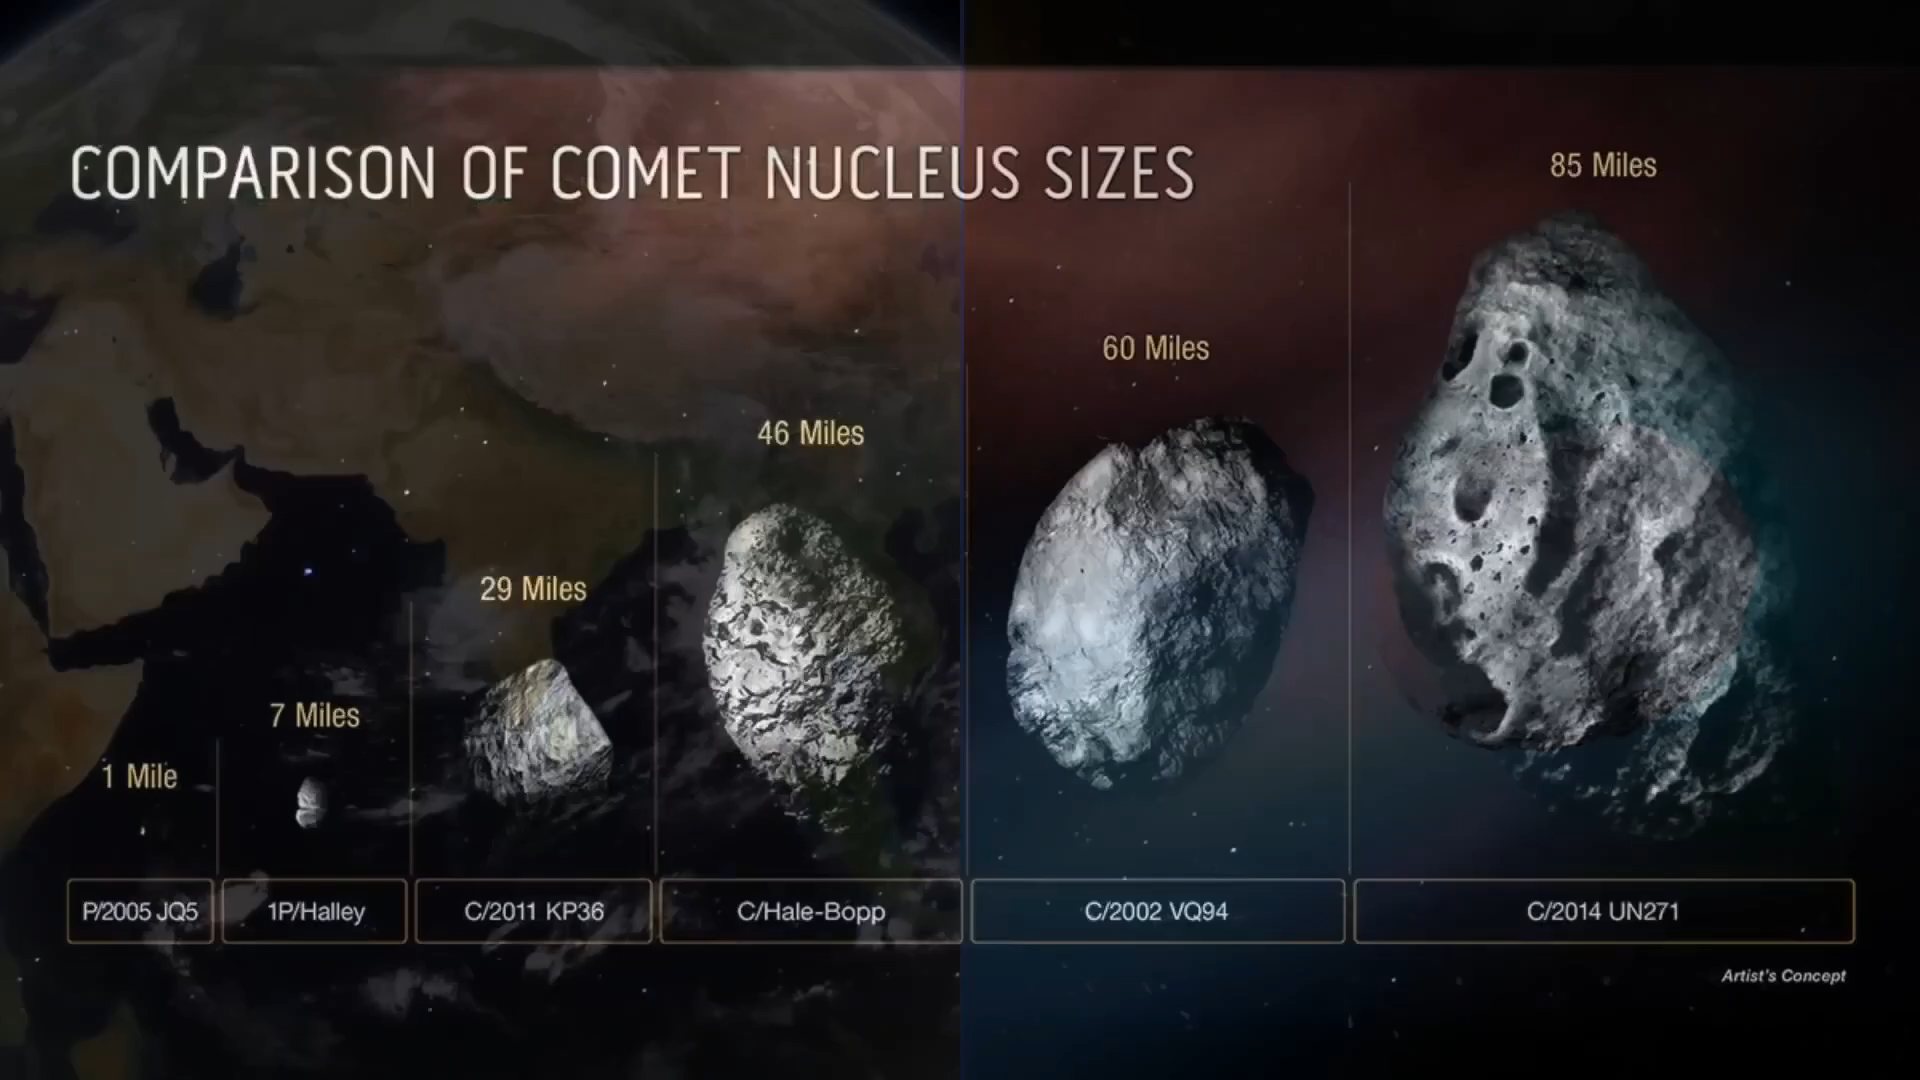 COMPARISON OF COMET NUCLEUS SIZES
1 Mile
7 Miles
29 Miles
46 Miles
60 Miles
85 Miles
P/2005 JQ5
1P/Halley
C/2011 KP36
C/Hale-Bopp
C/2002 VQ94
C/2014 UN271
Artist's Concept